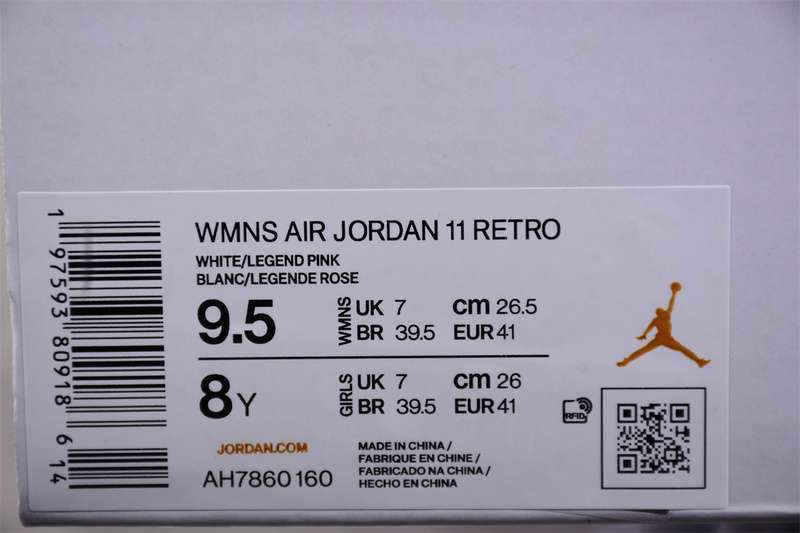 WMNS AIR JORDAN 11 RETRO
WHITE/LEGEND PINK
BLANC/LEGENDE ROSE
9.5 WMNS UK 7 cm 26.5
BR 39.5 EUR 41
8Y GIRLS UK 7 cm 26
BR 39.5 EUR 41
RFID
JORDAN.COM
AH7860 160
MADE IN CHINA /
FABRIQUE EN CHINE /
FABRICADO NA CHINA /
HECHO EN CHINA
1 97593 80918 6 14